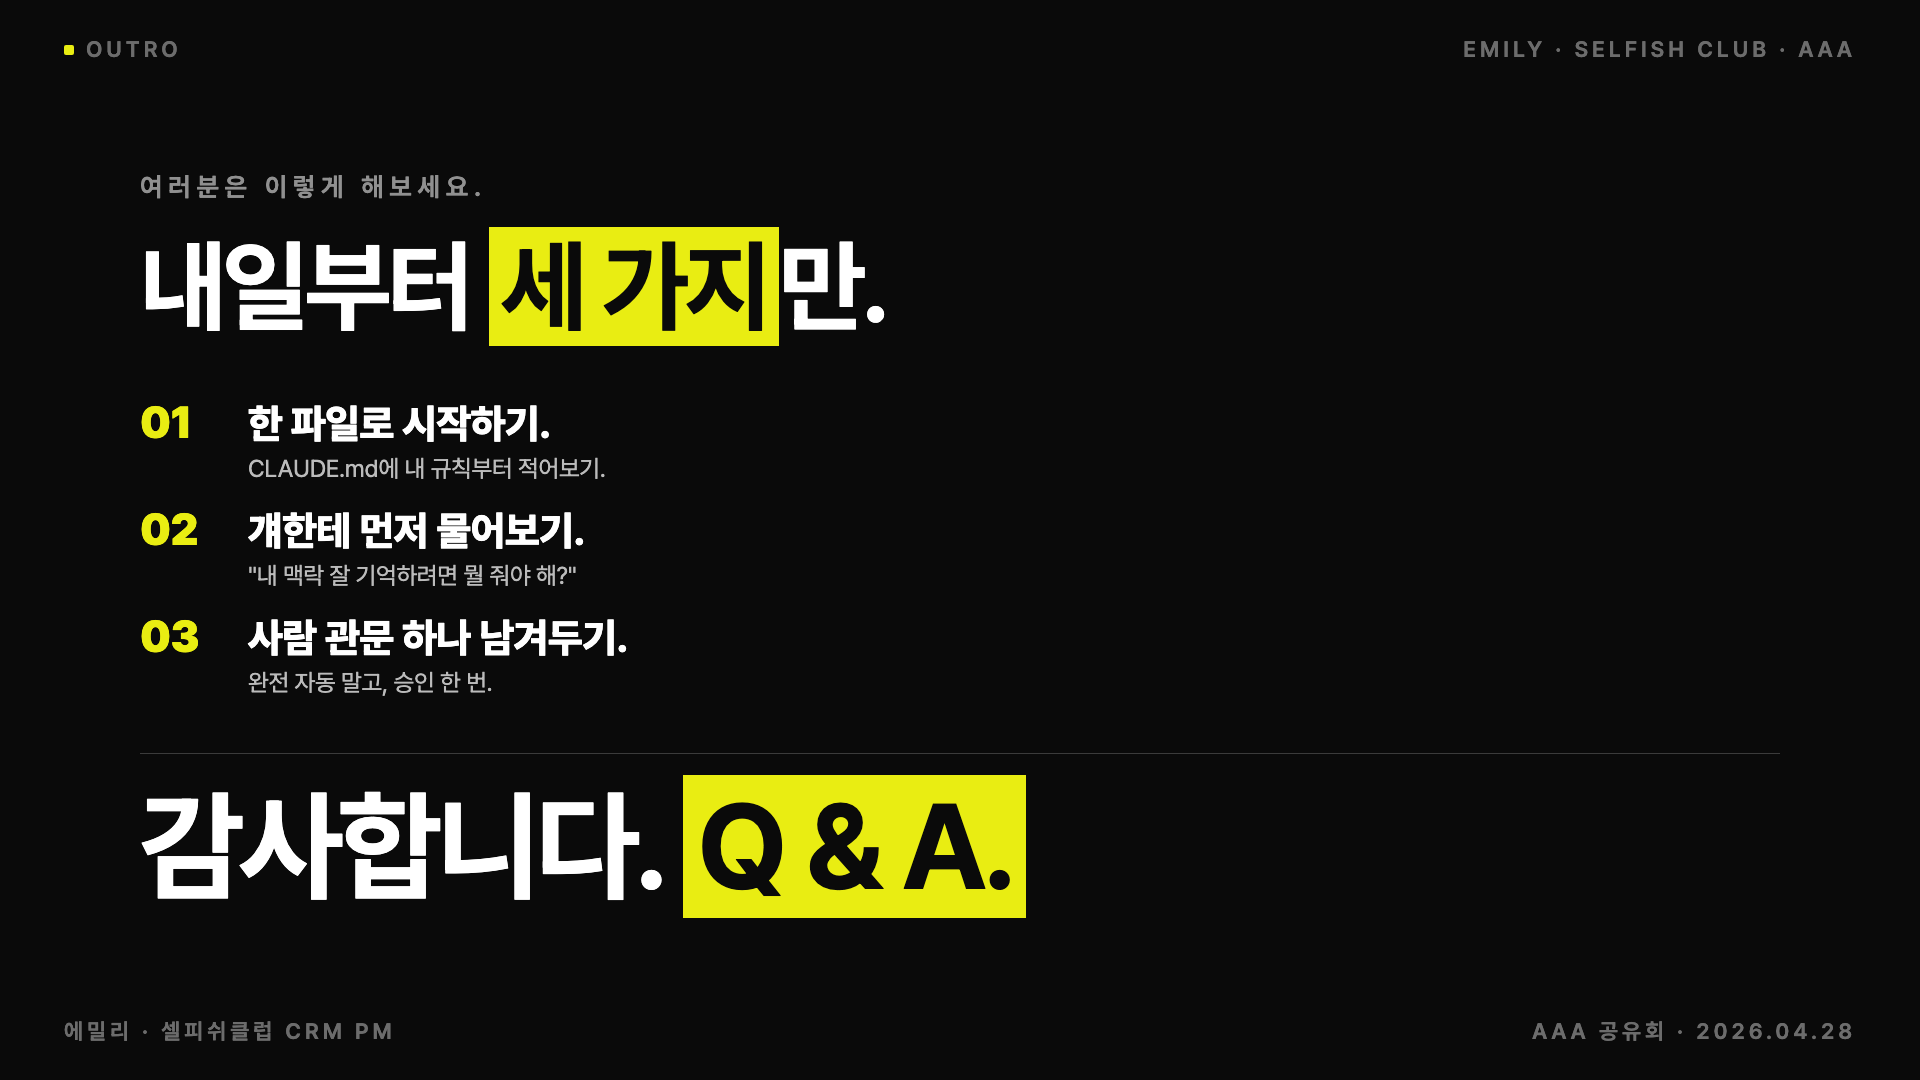 OUTRO
EMILY · SELFISH CLUB · AAA
여러분은 이렇게 해보세요.
내일부터 세 가지만.
01 한 파일로 시작하기.
CLAUDE.md에 내 규칙부터 적어보기.
02 걔한테 먼저 물어보기.
"내 맥락 잘 기억하려면 뭘 줘야 해?"
03 사람 관문 하나 남겨두기.
완전 자동 말고, 승인 한 번.
감사합니다. Q & A.
에밀리 · 셀피쉬클럽 CRM PM
AAA 공유회 · 2026.04.28